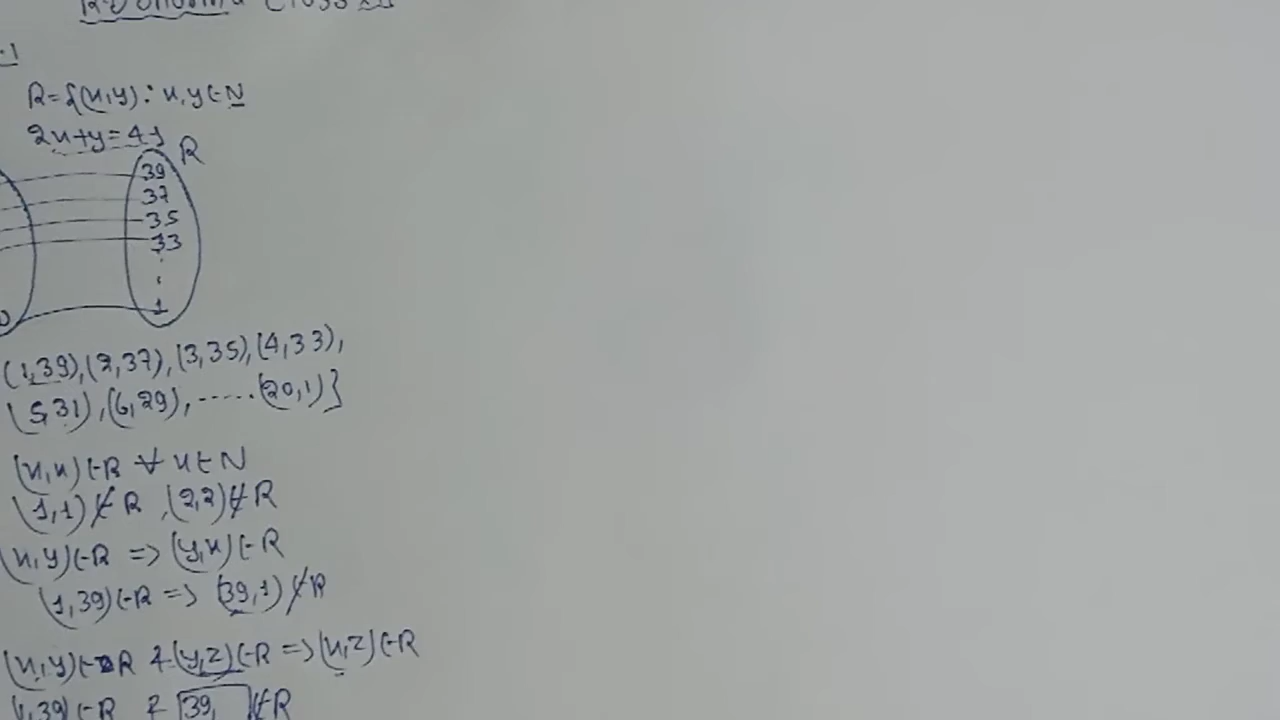 -1
R={(x,y): x,y∈N
2x+y=41
R
39
37
35
33
.
.
1
(1,39),(2,37),(3,35),(4,33),
(5,31),(6,29),.....(20,1)}
(x,x)∈R ∀ x∈N
(1,1)∉R ,(2,2)∉R
(x,y)∈R => (y,x)∈R
(1,39)∈R => (39,1)∉R
(x,y)∈R & (y,z)∈R => (x,z)∈R
(1,39)∈R & (39, )∉R